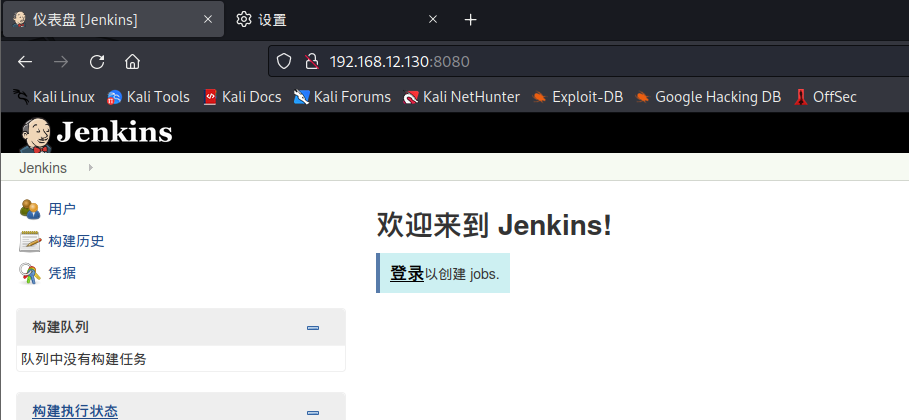 仪表盘 [Jenkins]
设置
192.168.12.130:8080
Kali Linux Kali Tools Kali Docs Kali Forums Kali NetHunter Exploit-DB Google Hacking DB OffSec
Jenkins
Jenkins
用户
构建历史
凭据
欢迎来到 Jenkins!
登录以创建 jobs.
构建队列
队列中没有构建任务
构建执行状态